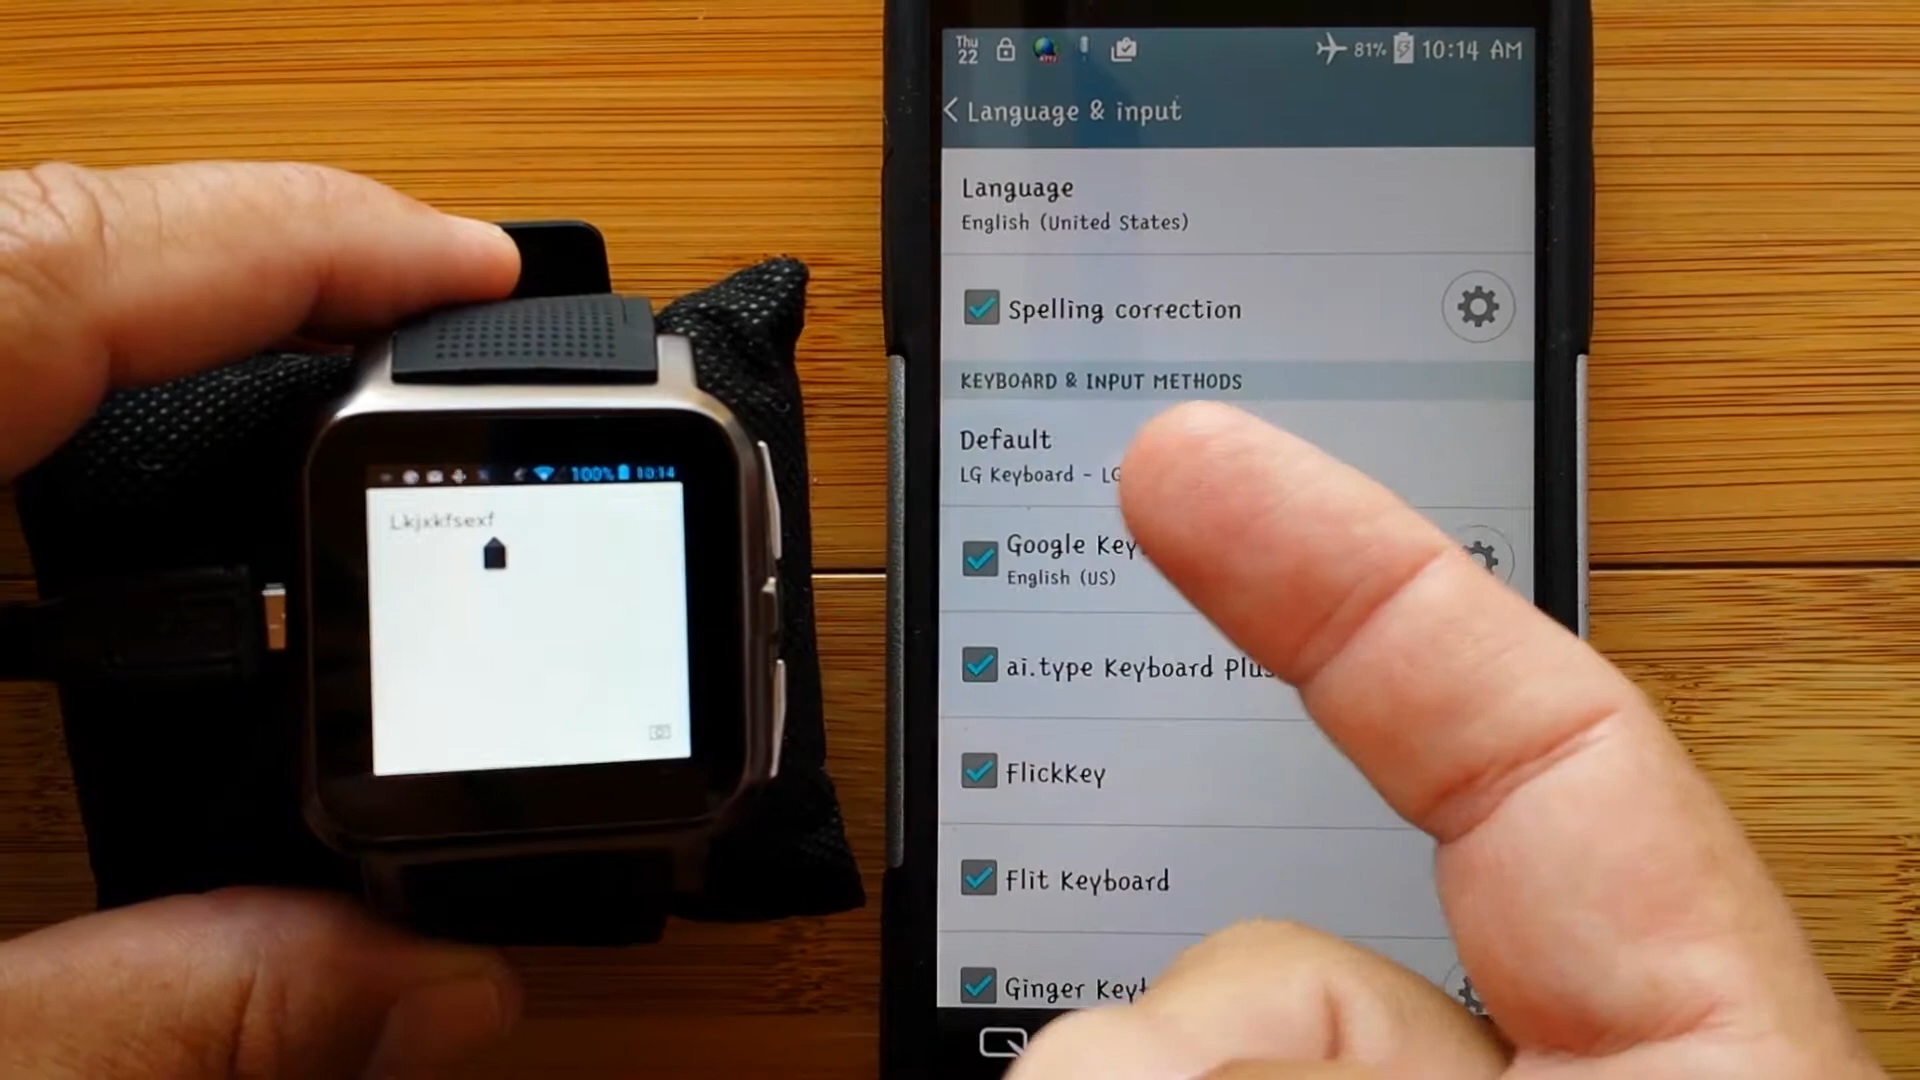 100% 10:14
Lkjxkfsexf
Thu
22
81% 10:14 AM
Language & input
Language
English (United States)
Spelling correction
KEYBOARD & INPUT METHODS
Default
LG Keyboard - LG
Google Key
English (US)
ai.type Keyboard Plus
FlickKey
Flit Keyboard
Ginger Key